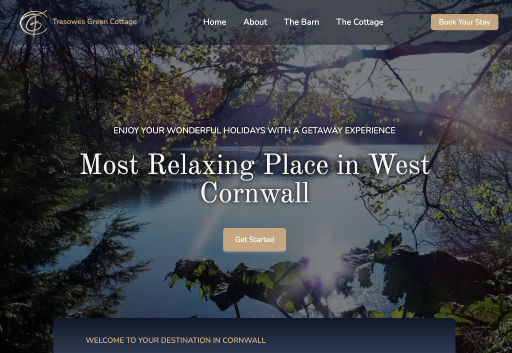 Tresowes Green Cottage
Home About The Barn The Cottage
Book Your Stay
ENJOY YOUR WONDERFUL HOLIDAYS WITH A GETAWAY EXPERIENCE
Most Relaxing Place in West
Cornwall
Get Started
WELCOME TO YOUR DESTINATION IN CORNWALL